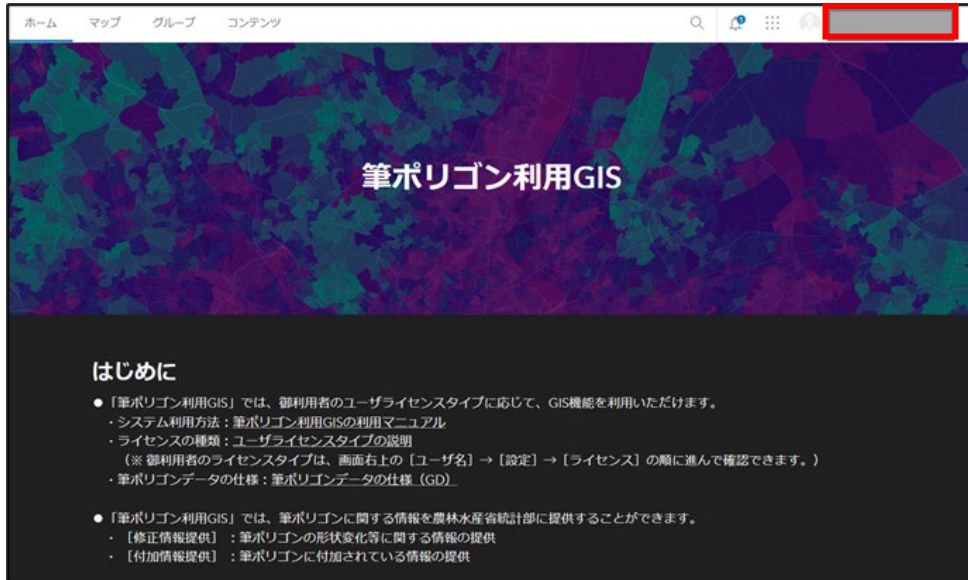 ホーム マップ グループ コンテンツ
筆ポリゴン利用GIS
はじめに
●「筆ポリゴン利用GIS」では、御利用者のユーザライセンスタイプに応じて、GIS機能を利用いただけます。
・システム利用方法：筆ポリゴン利用GISの利用マニュアル
・ライセンスの種類：ユーザライセンスタイプの説明
（※ 御利用者のライセンスタイプは、画面右上の［ユーザ名］→［設定］→［ライセンス］の順に進んで確認できます。）
・筆ポリゴンデータの仕様：筆ポリゴンデータの仕様（GD）
●「筆ポリゴン利用GIS」では、筆ポリゴンに関する情報を農林水産省統計部に提供することができます。
・［修正情報提供］：筆ポリゴンの形状変化等に関する情報の提供
・［付加情報提供］：筆ポリゴンに付加されている情報の提供